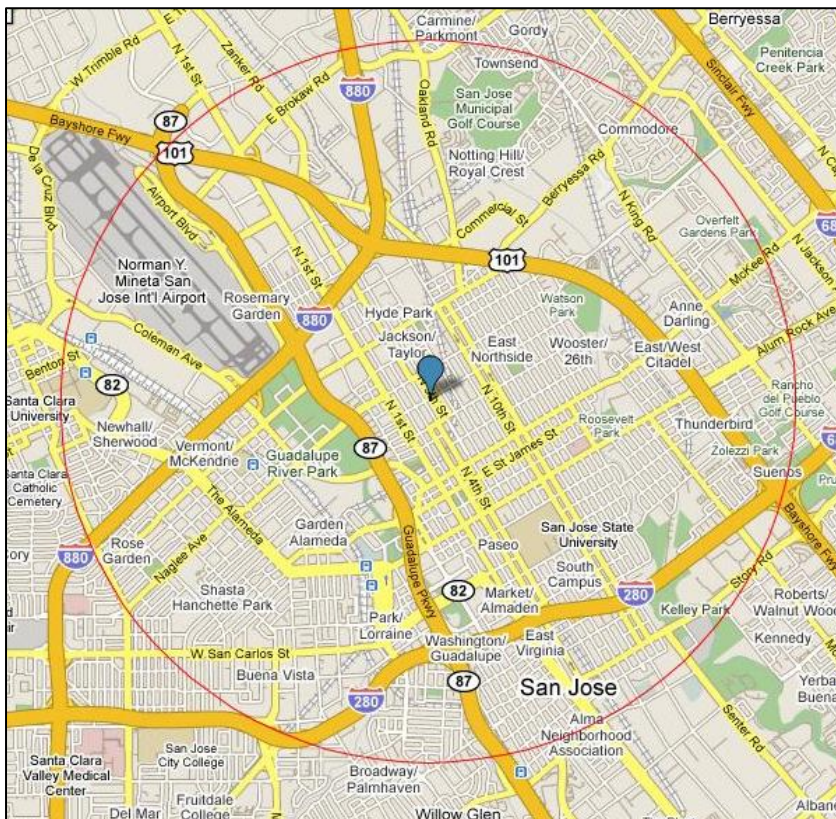 Carmine/
Parkmont
Gordy
Berryessa
Townsend
Penitencia
Creek Park
W Trimble Rd
N 1st St
Zanker Rd
E Brokaw Rd
880
Oakland Rd
San Jose
Municipal
Golf Course
Sinclair Fwy
Commodore
87
Bayshore Fwy
101
Notting Hill/
Royal Crest
Berryessa Rd
De la Cruz Blvd
Airport Blvd
N King Rd
Commercial St
Overfelt
Gardens Park
680
N Jackson
McKee Rd
101
Norman Y.
Mineta San
Jose Int'l Airport
N 1st St
Rosemary
Garden
880
Hyde Park
Watson
Park
Anne
Darling
Jackson/
Taylor
East
Northside
Wooster/
26th
East/West
Citadel
Alum Rock Ave
Coleman Ave
Benton St
82
Santa Clara
University
N 10th St
N 1st St
Rancho
del Pueblo
Golf Course
Roosevelt
Park
Newhall/
Sherwood
Vermont/
McKendrie
Guadalupe
River Park
87
E St James St
Thunderbird
Zolezzi Park
Suenos
Santa Clara
Catholic
Cemetery
N 4th St
The Alameda
Garden
Alameda
Guadalupe Pkwy
San Jose State
University
Bayshore Fwy
880
Rose
Garden
Naglee Ave
Paseo
South
Campus
Story Rd
Shasta
Hanchette Park
82
Market/
Almaden
280
Kelley Park
Roberts/
Walnut Woo
Park/
Lorraine
Kennedy
W San Carlos St
Washington/
Guadalupe
East
Virginia
Buena Vista
87
San Jose
Yerba
Buena
280
Senter Rd
Alma
Neighborhood
Association
Santa Clara
Valley Medical
Center
San Jose
City College
Broadway/
Palmhaven
Del Mar
Fruitdale
College
Willow Glen